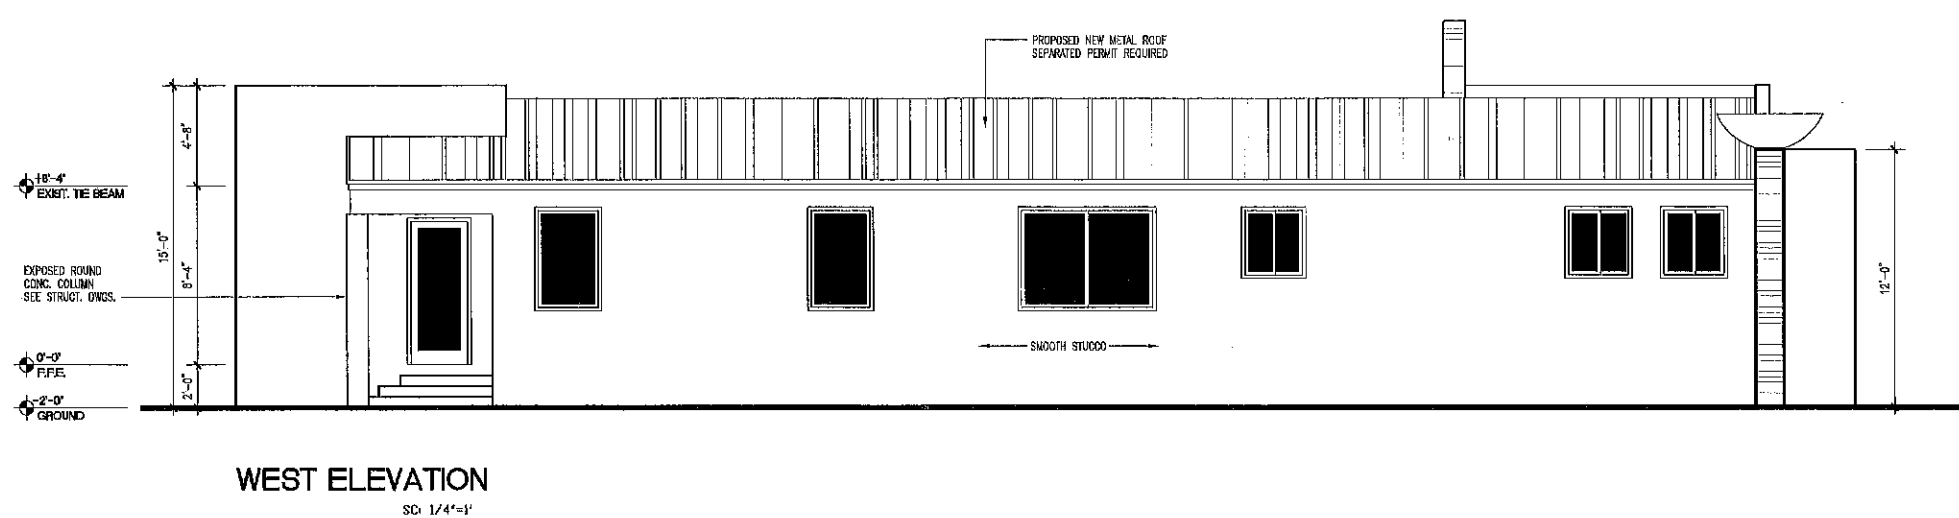 PROPOSED NEW METAL ROOF
SEPARATED PERMIT REQUIRED
4'-8"
+8'-4"
EXIST. TIE BEAM
15'-0"
8'-4"
EXPOSED ROUND
CONC. COLUMN
SEE STRUCT. DWGS.
12'-0"
SMOOTH STUCCO
0'-0"
F.F.E.
2'-0"
-2'-0"
GROUND
WEST ELEVATION
SC: 1/4"=1'